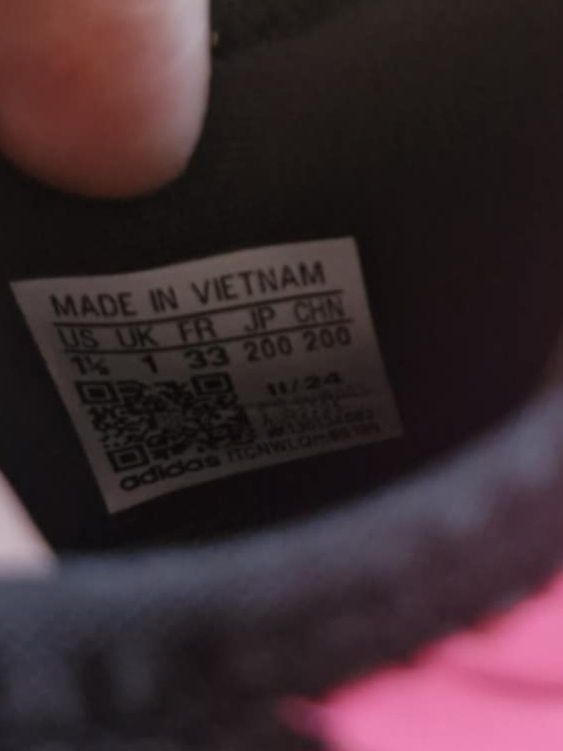 MADE IN VIETNAM
US UK FR JP CHN
1½ 1 33 200 200
11/24
adidas